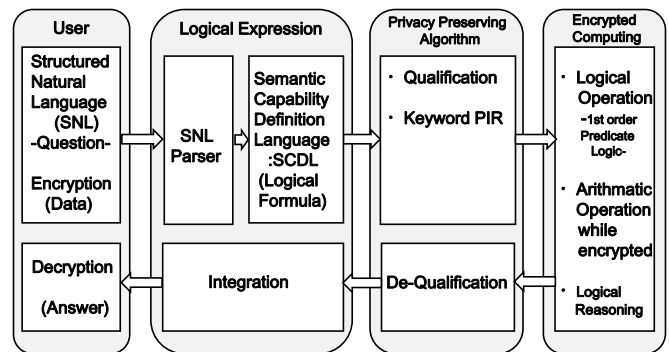 User
Structured
Natural
Language
(SNL)
-Question-
Encryption
(Data)
Decryption
(Answer)
Logical Expression
SNL
Parser
Semantic
Capability
Definition
Language
:SCDL
(Logical
Formula)
Integration
Privacy Preserving
Algorithm
・ Qualification
・ Keyword PIR
De-Qualification
Encrypted
Computing
・ Logical
Operation
-1st order
Predicate
Logic-
・ Arithmatic
Operation
while
encrypted
・ Logical
Reasoning